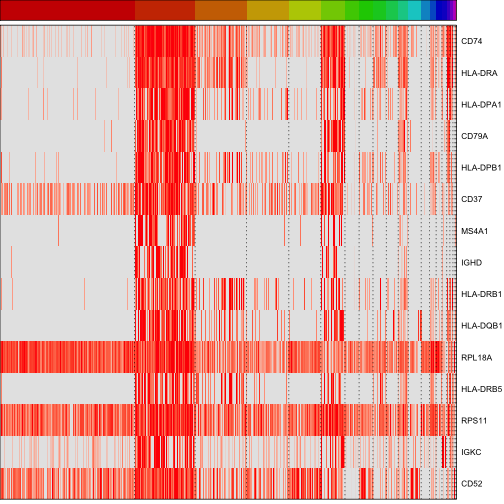 CD74
HLA-DRA
HLA-DPA1
CD79A
HLA-DPB1
CD37
MS4A1
IGHD
HLA-DRB1
HLA-DQB1
RPL18A
HLA-DRB5
RPS11
IGKC
CD52